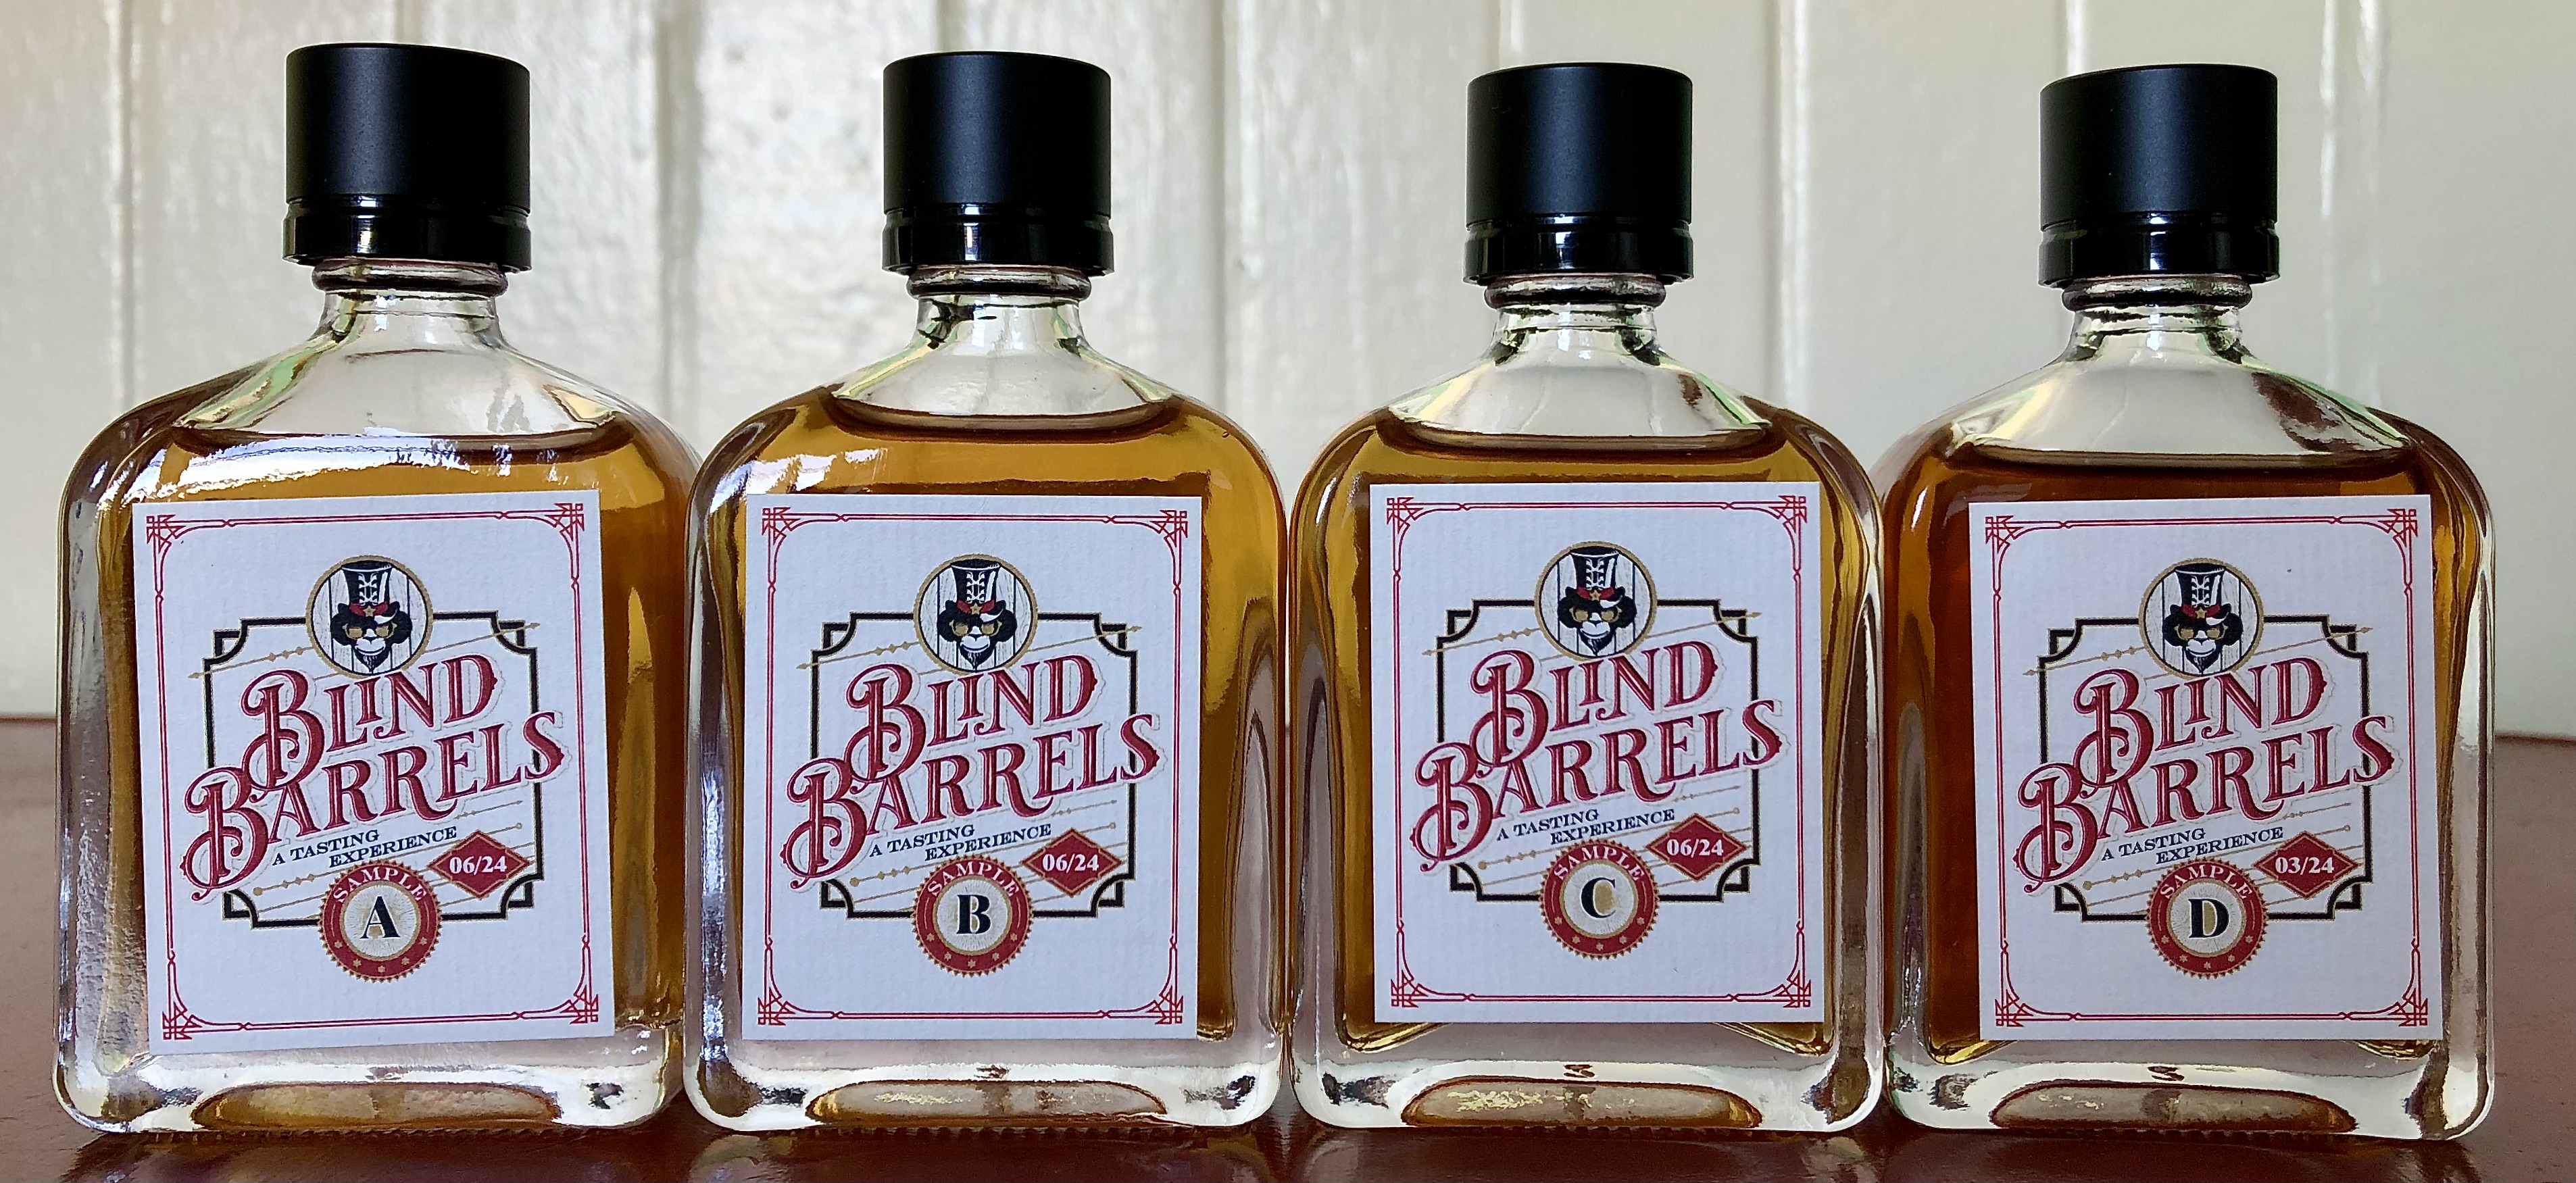 BLIND
BARRELS
A TASTING
EXPERIENCE
06/24
SAMPLE
A
BLIND
BARRELS
A TASTING
EXPERIENCE
06/24
SAMPLE
B
BLIND
BARRELS
A TASTING
EXPERIENCE
06/24
SAMPLE
C
BLIND
BARRELS
A TASTING
EXPERIENCE
03/24
SAMPLE
D